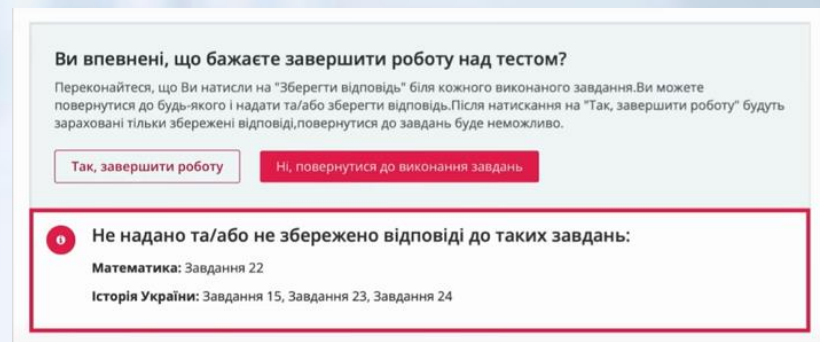 Ви впевнені, що бажаєте завершити роботу над тестом?
Переконайтеся, що Ви натисли на "Зберегти відповідь" біля кожного виконаного завдання.Ви можете
повернутися до будь-якого і надати та/або зберегти відповідь.Після натискання на "Так, завершити роботу" будуть
зараховані тільки збережені відповіді,повернутися до завдань буде неможливо.
Так, завершити роботу
Ні, повернутися до виконання завдань
Не надано та/або не збережено відповіді до таких завдань:
Математика: Завдання 22
Історія України: Завдання 15, Завдання 23, Завдання 24